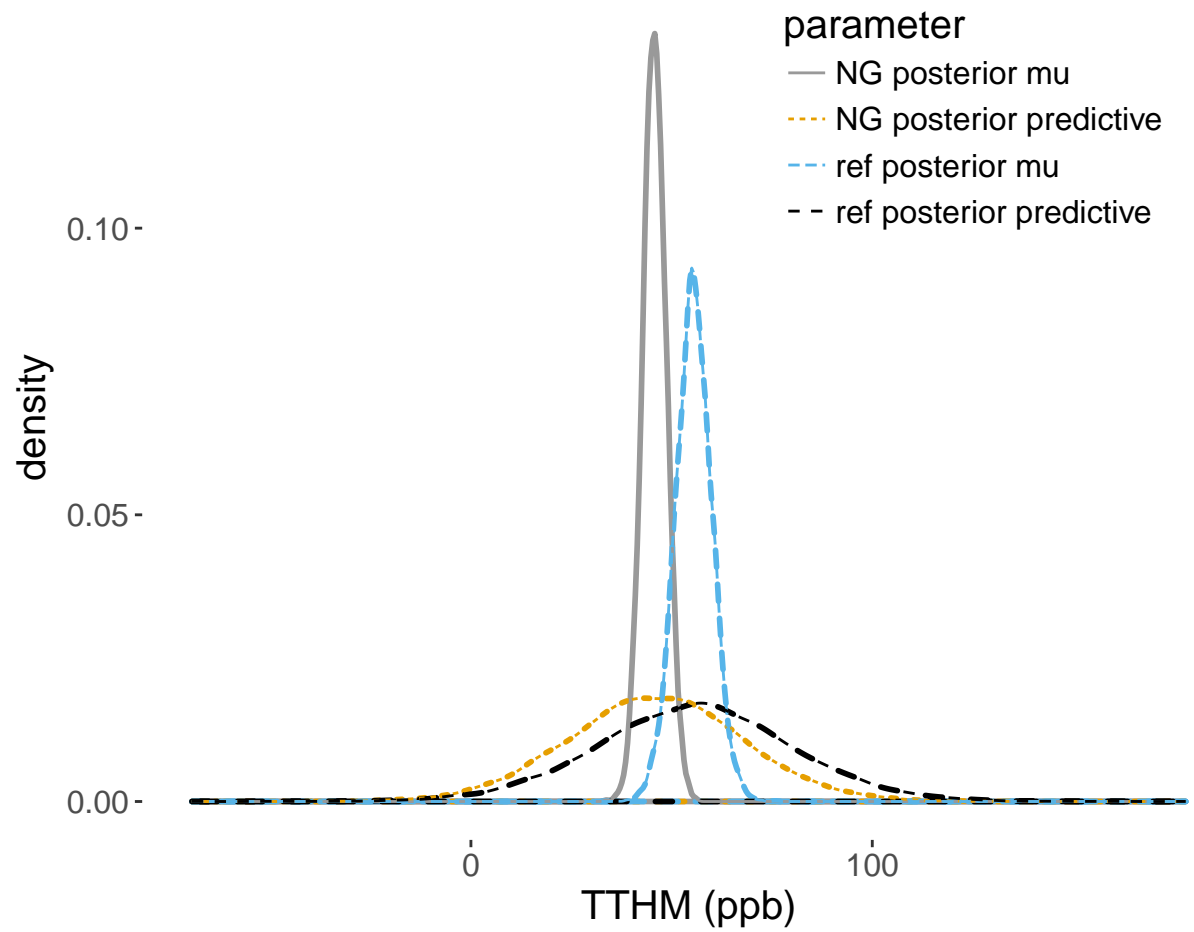 parameter
NG posterior mu
NG posterior predictive
ref posterior mu
ref posterior predictive
0.10
0.05
0.00
density
0
100
TTHM (ppb)